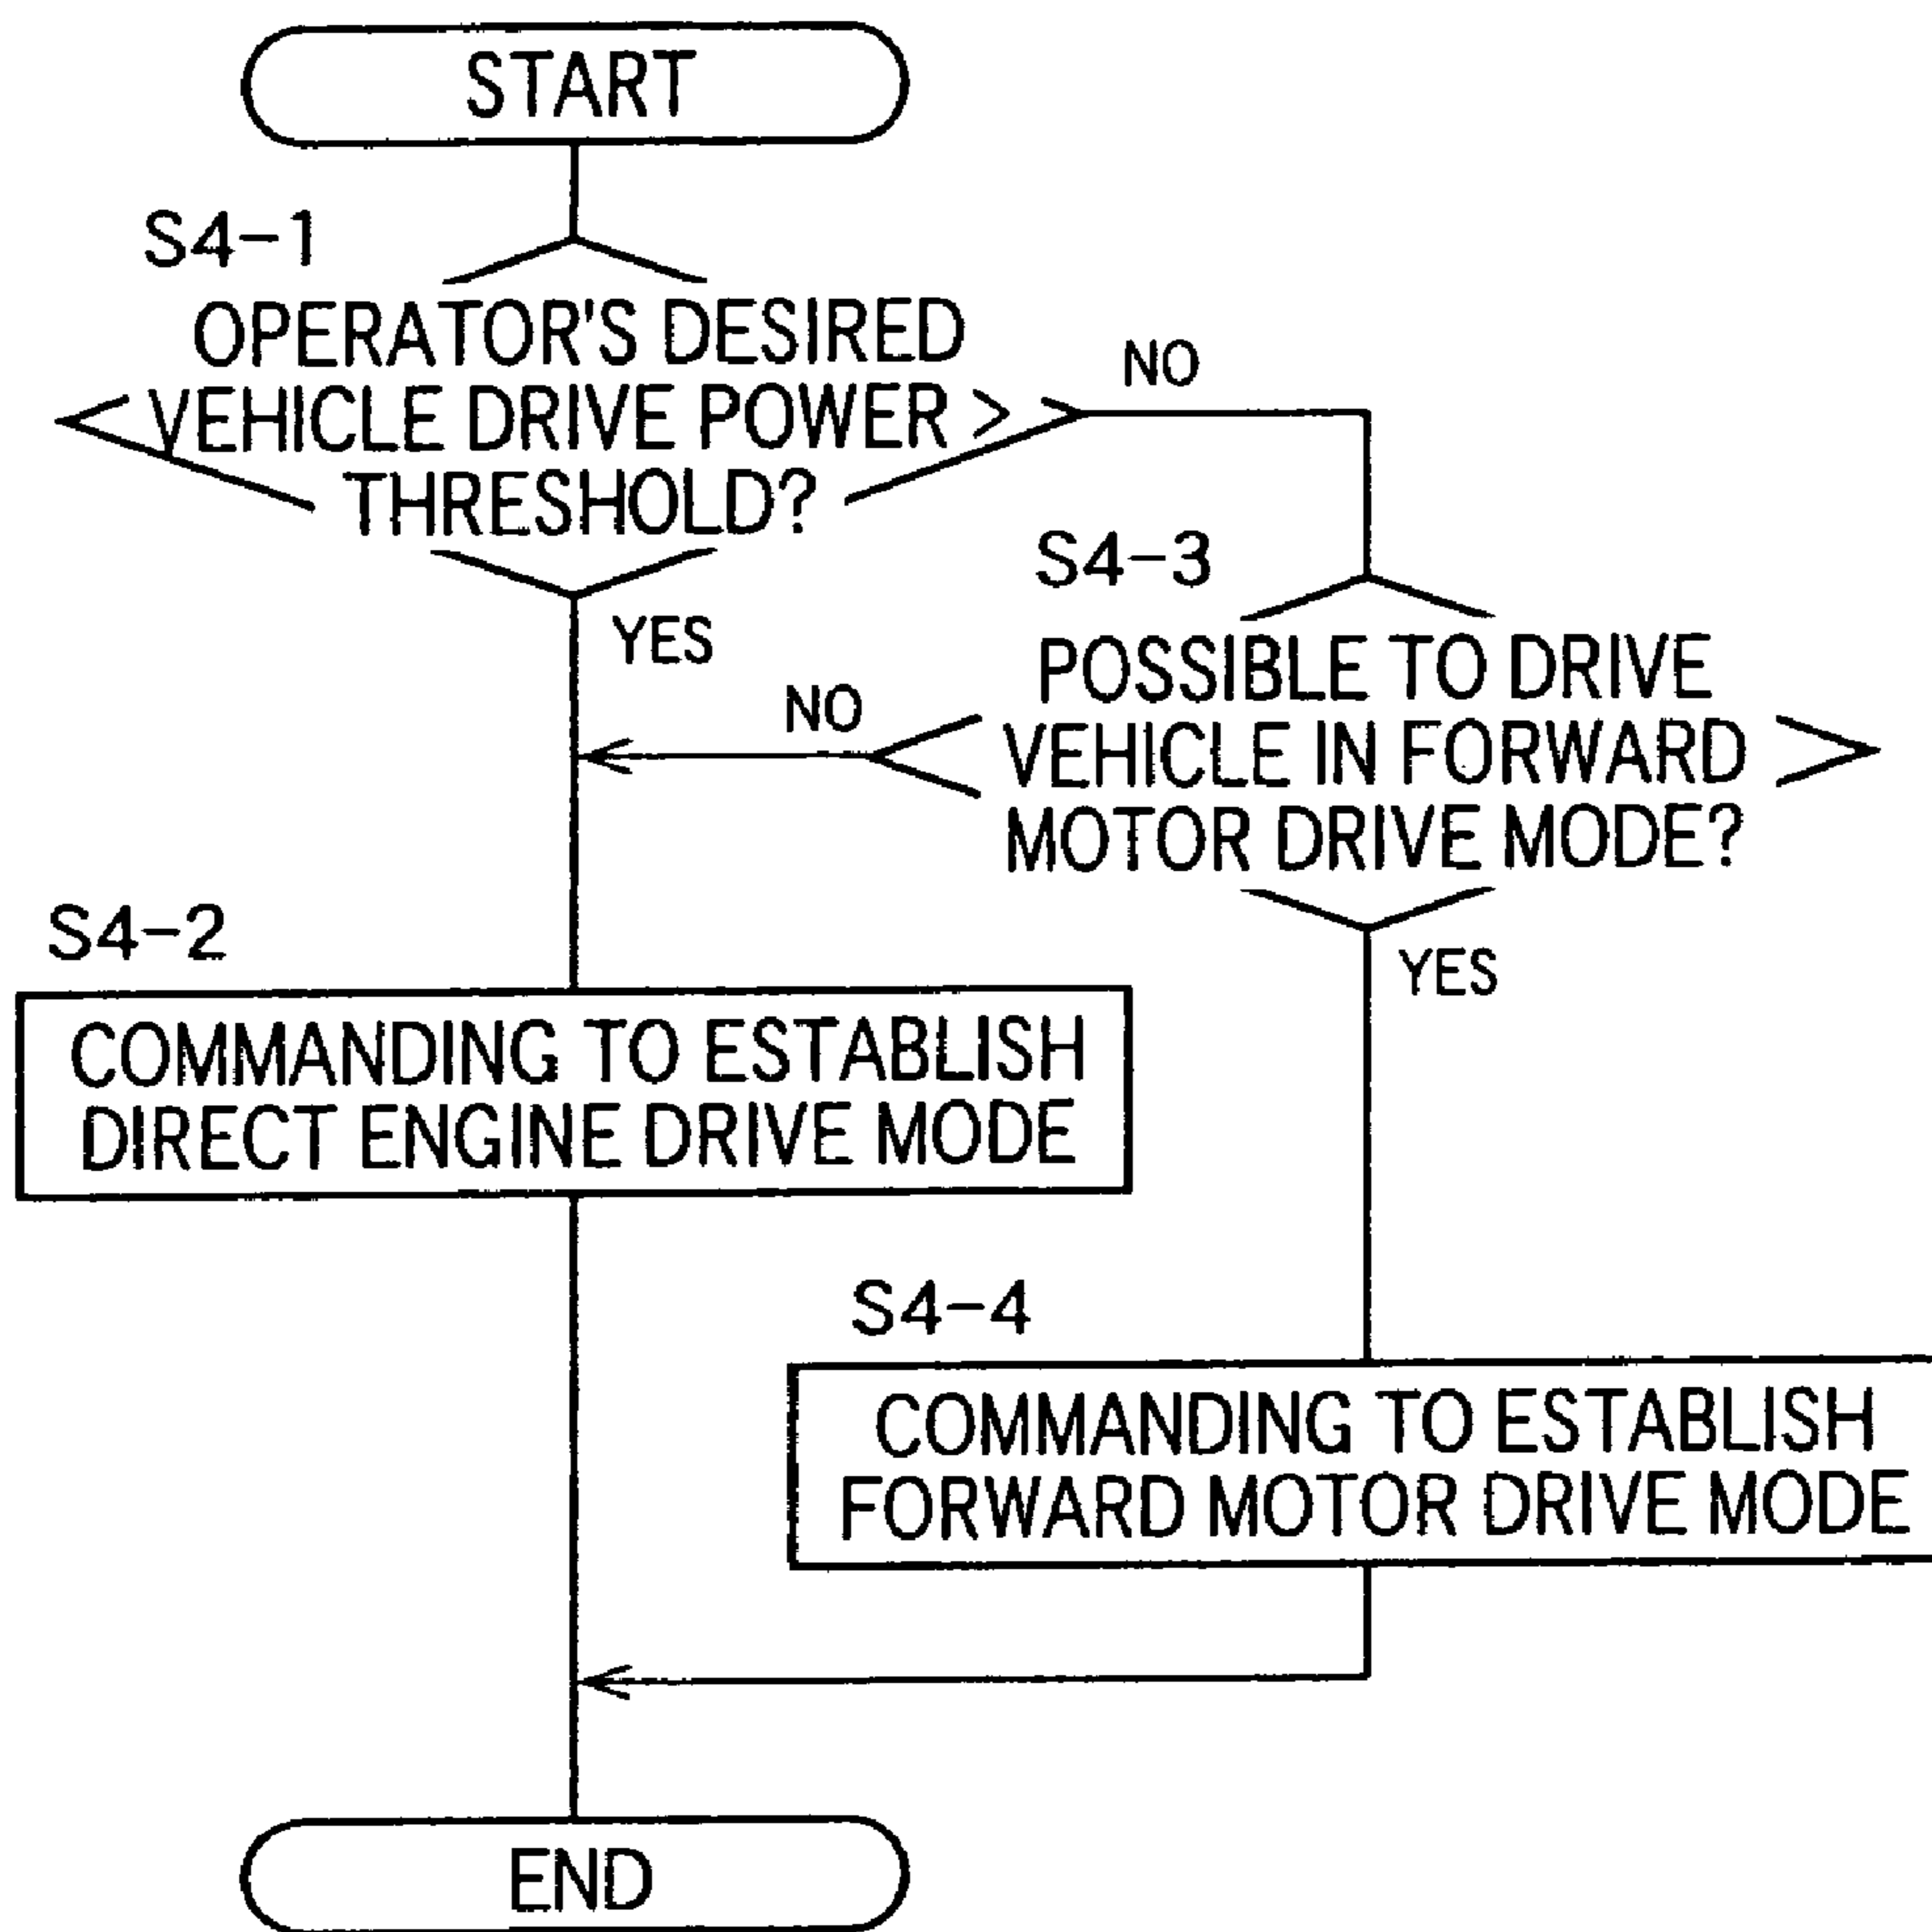 START
S4-1
OPERATOR'S DESIRED
VEHICLE DRIVE POWER >
THRESHOLD?
NO
YES
S4-3
POSSIBLE TO DRIVE
VEHICLE IN FORWARD
MOTOR DRIVE MODE?
NO
YES
S4-2
COMMANDING TO ESTABLISH
DIRECT ENGINE DRIVE MODE
S4-4
COMMANDING TO ESTABLISH
FORWARD MOTOR DRIVE MODE
END